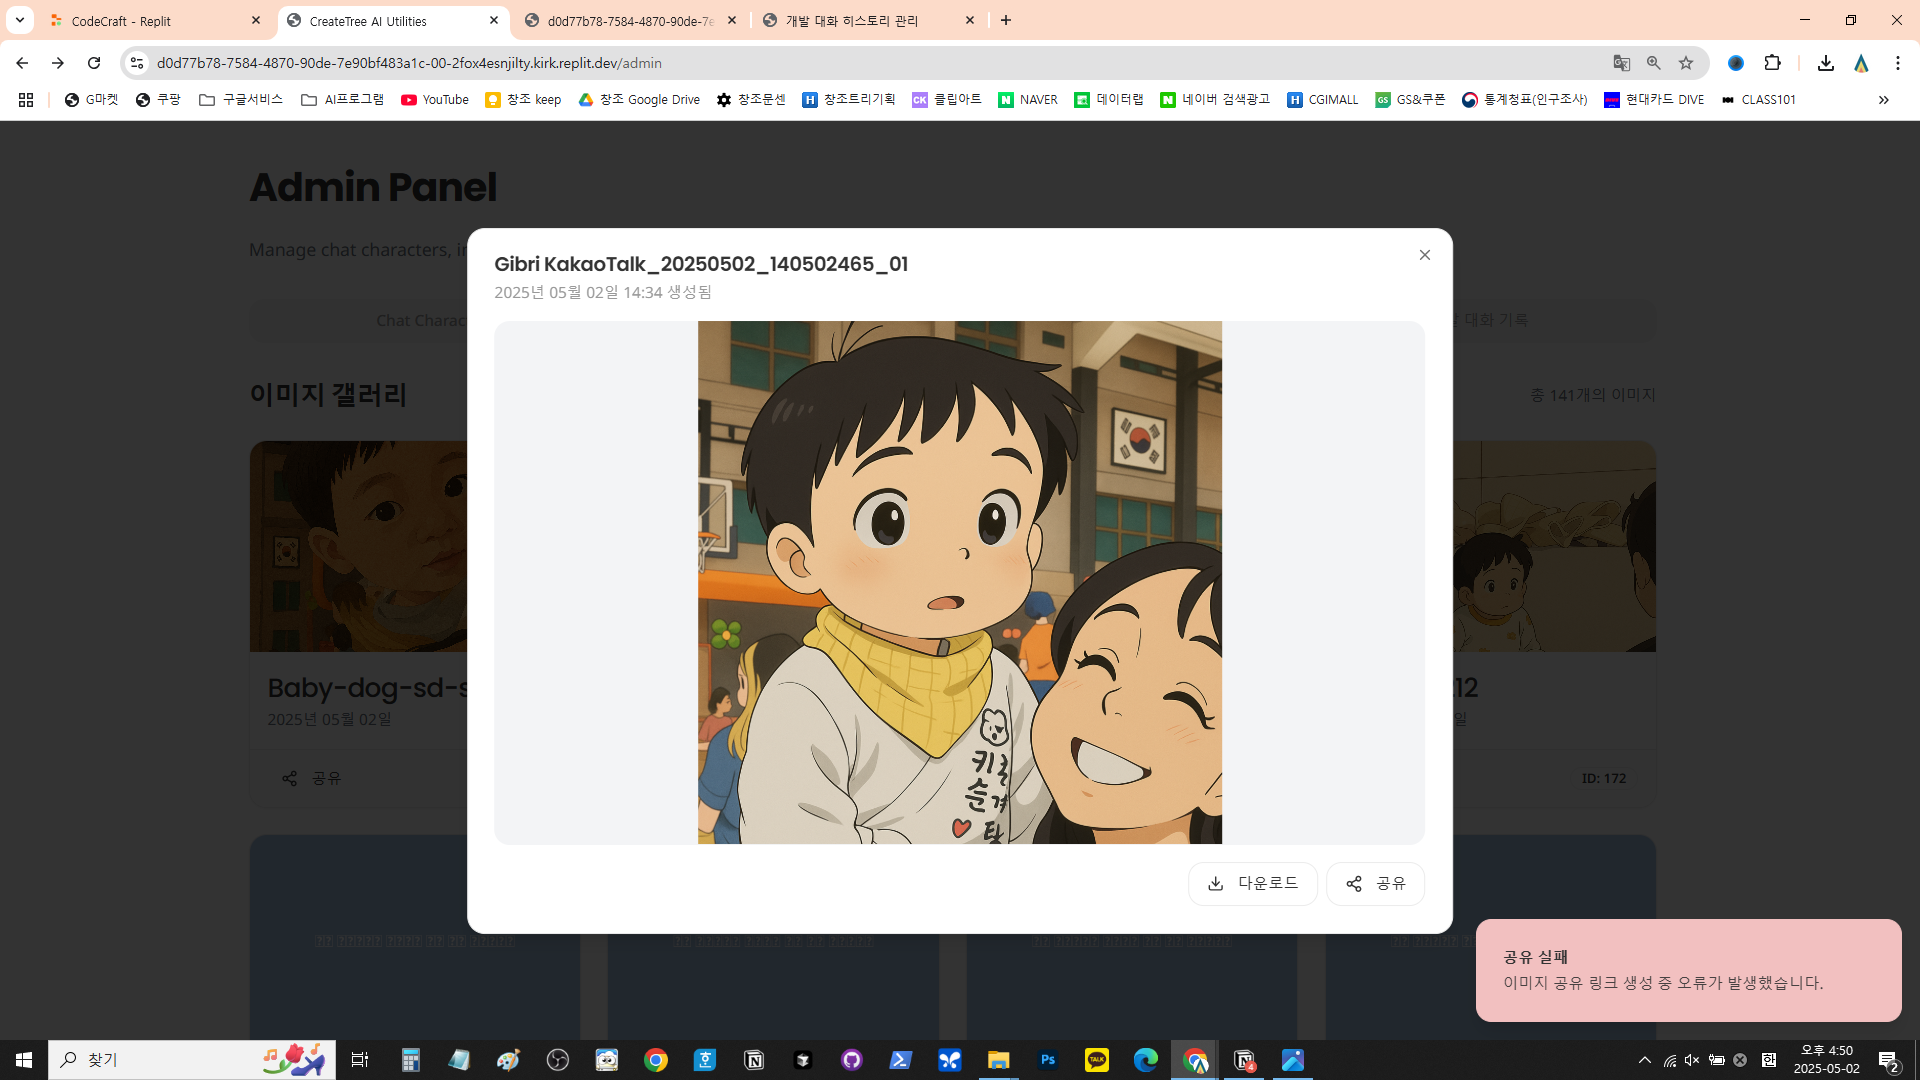 CodeCraft - Replit
CreateTree AI Utilities
d0d77b78-7584-4870-90de-7e
개발 대화 히스토리 관리
d0d77b78-7584-4870-90de-7e90bf483a1c-00-2fox4esnjilty.kirk.replit.dev/admin
G마켓
쿠팡
구글서비스
AI프로그램
YouTube
창조 keep
창조 Google Drive
창조문센
창조트리기획
클립아트
NAVER
데이터랩
네이버 검색광고
CGIMALL
GS&쿠폰
통계청표(인구조사)
현대카드 DIVE
CLASS101
Admin Panel
Manage chat characters,
Gibri KakaoTalk_20250502_140502465_01
2025년 05월 02일 14:34 생성됨
Chat Charac
대화 기록
이미지 갤러리
총 141개의 이미지
Baby-dog-sd-s
2025년 05월 02일
공유
12
일
ID: 172
다운로드
공유
공유 실패
이미지 공유 링크 생성 중 오류가 발생했습니다.
찾기
오후 4:50
2025-05-02